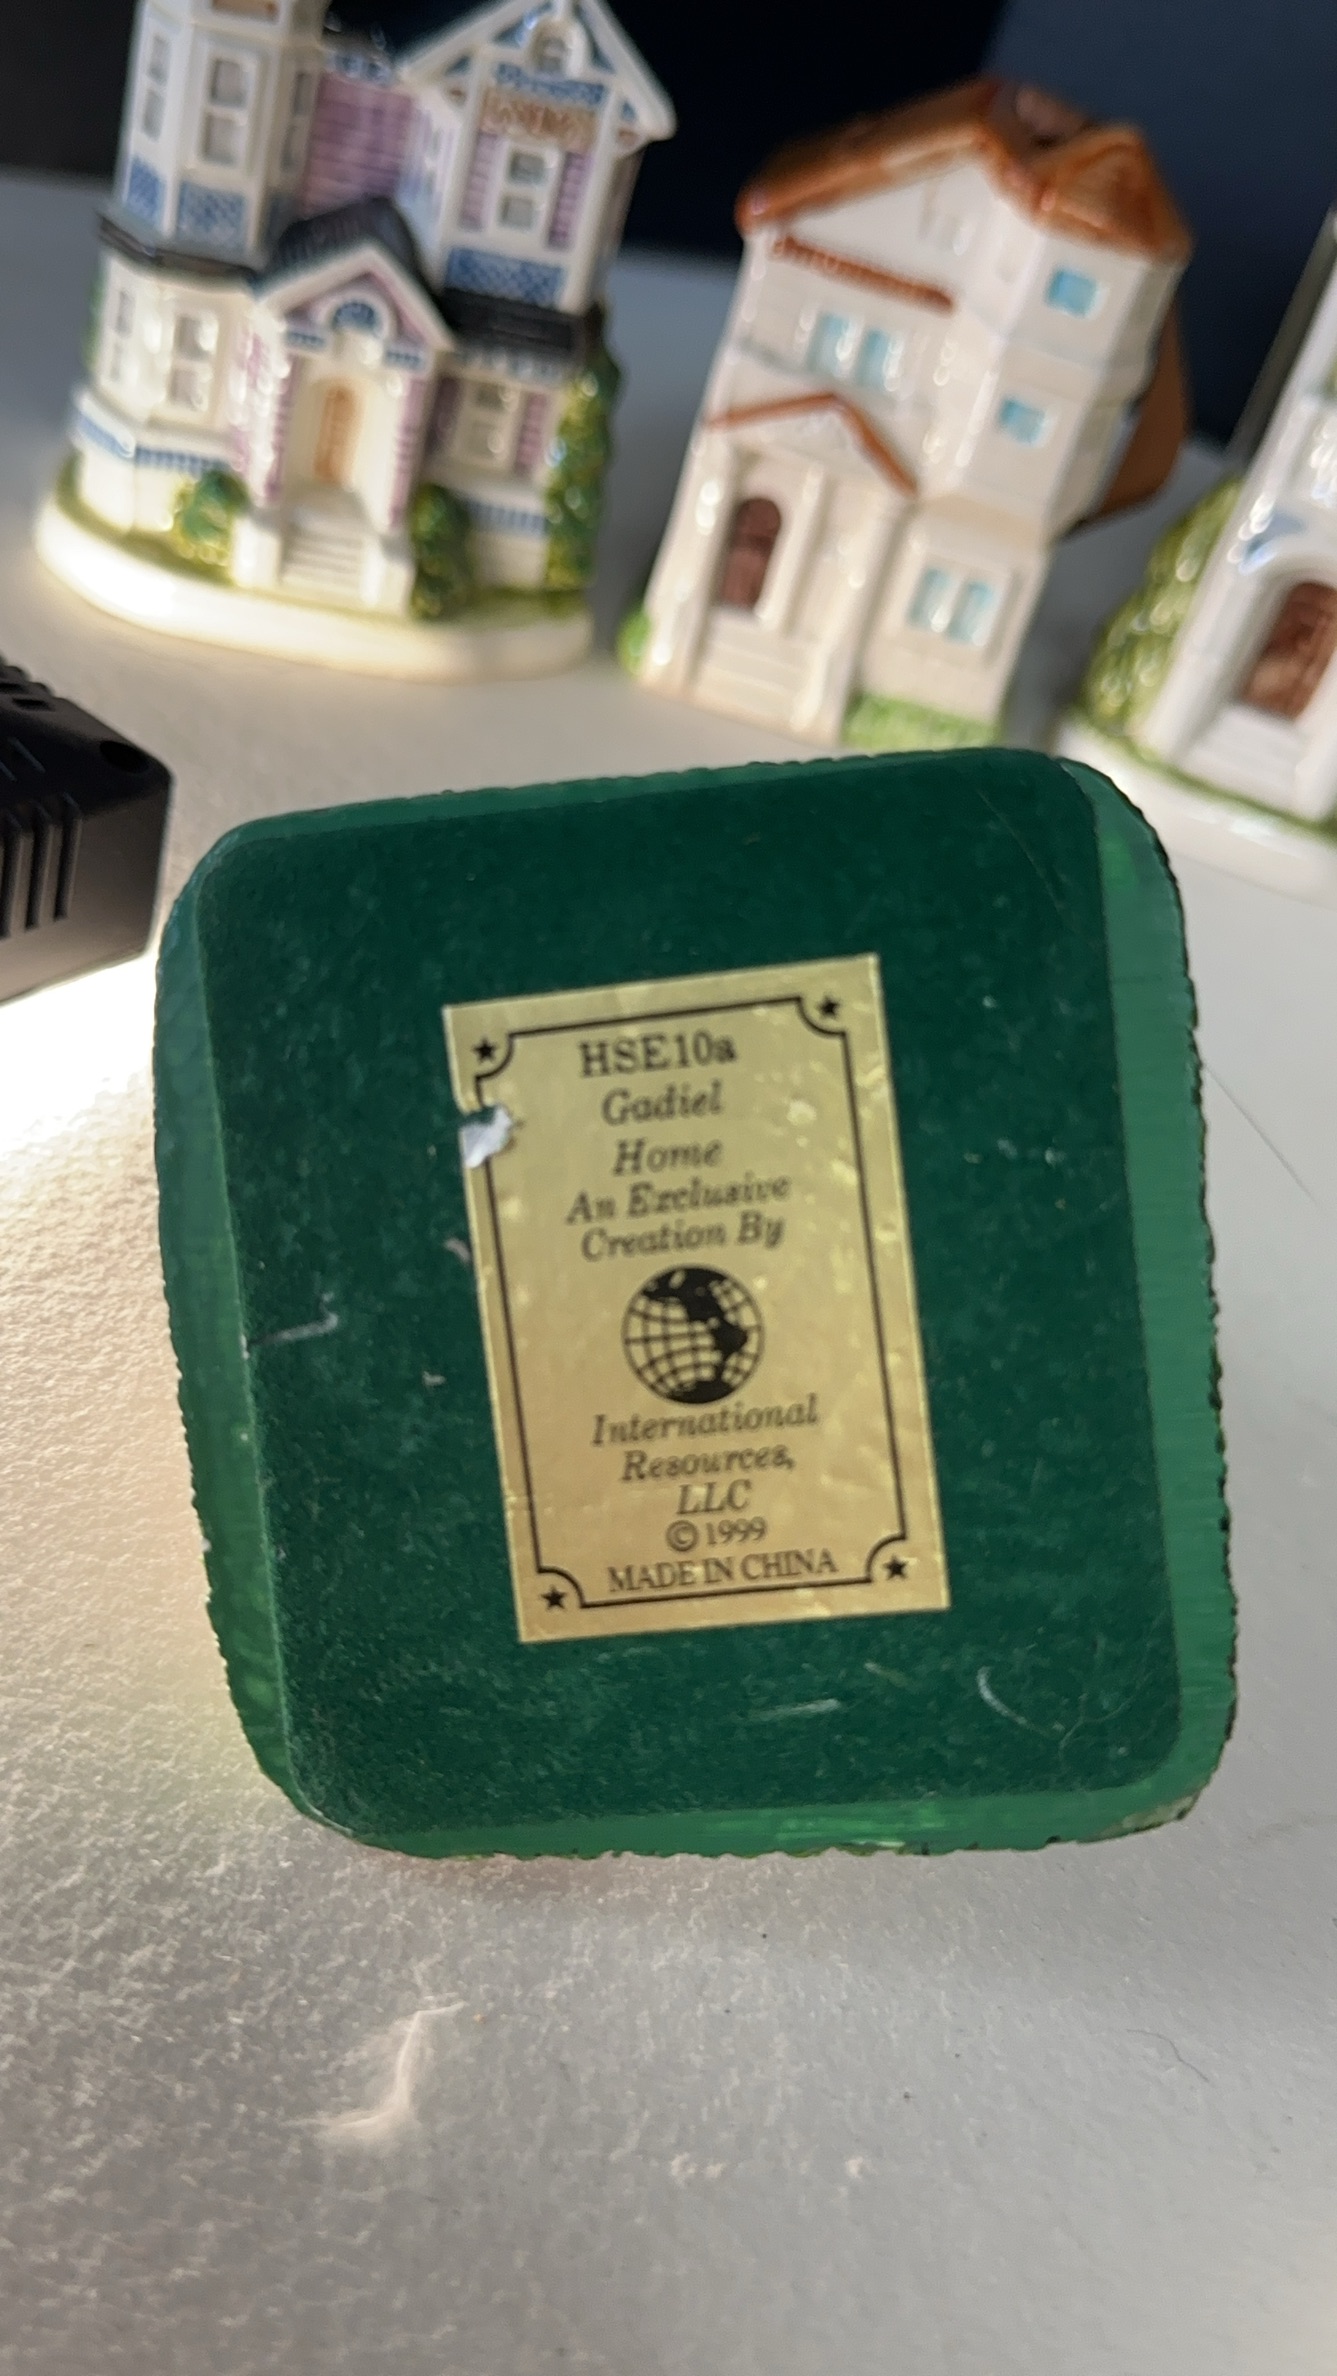 HSE10a
Gadiel
Home
An Exclusive
Creation By
International
Resources,
LLC
© 1999
MADE IN CHINA